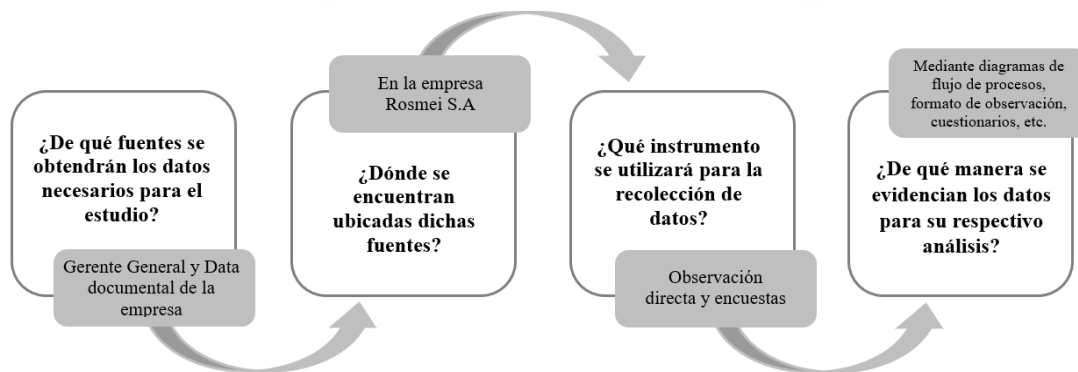 ¿De qué fuentes se
obtendrán los datos
necesarios para el
estudio?
Gerente General y Data
documental de la
empresa
En la empresa
Rosmei S.A
¿Dónde se
encuentran
ubicadas dichas
fuentes?
¿Qué instrumento
se utilizará para la
recolección de
datos?
Observación
directa y encuestas
Mediante diagramas de
flujo de procesos,
formato de observación,
cuestionarios, etc.
¿De qué manera se
evidencian los datos
para su respectivo
análisis?